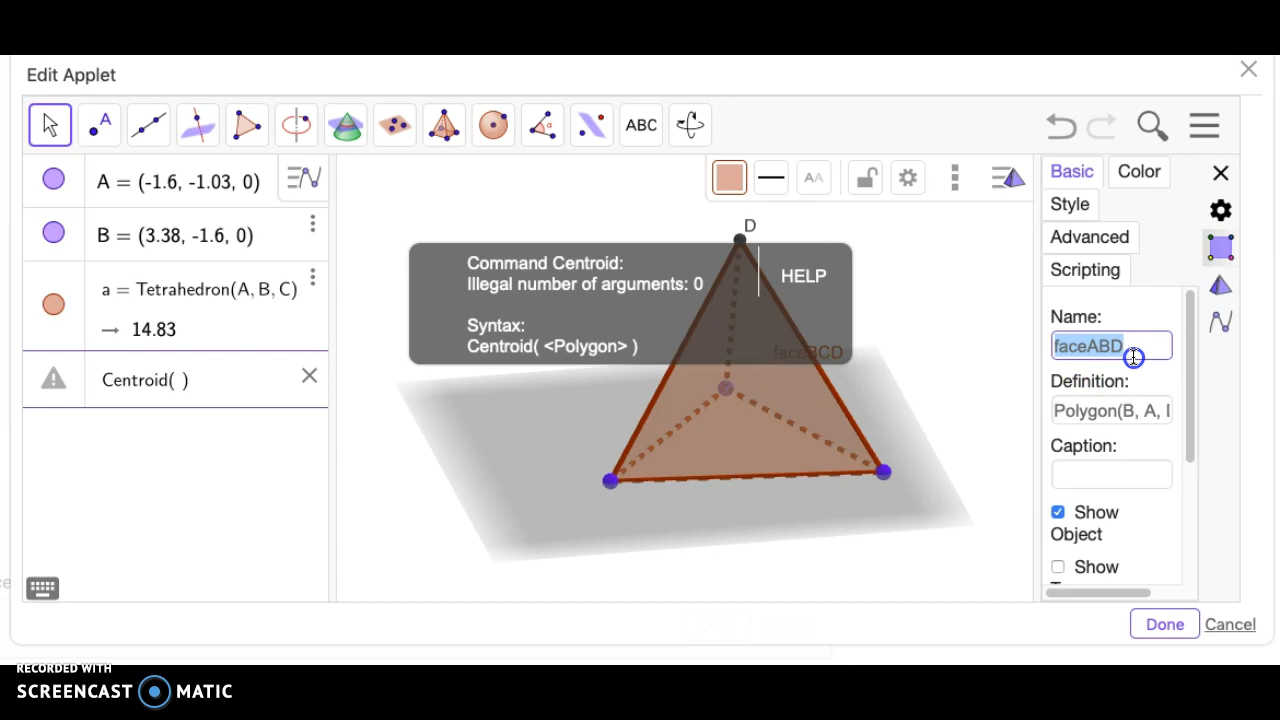 Edit Applet
A
ABC
A = (-1.6, -1.03, 0)
B = (3.38, -1.6, 0)
a = Tetrahedron(A, B, C)
→ 14.83
Centroid( )
AA
D
Command Centroid:
Illegal number of arguments: 0
Syntax:
Centroid( <Polygon> )
HELP
faceBCD
Basic
Color
Style
Advanced
Scripting
Name:
faceABD
Definition:
Polygon(B, A, 
Caption:
Show
Object
Show
Done
Cancel
RECORDED WITH
SCREENCAST MATIC